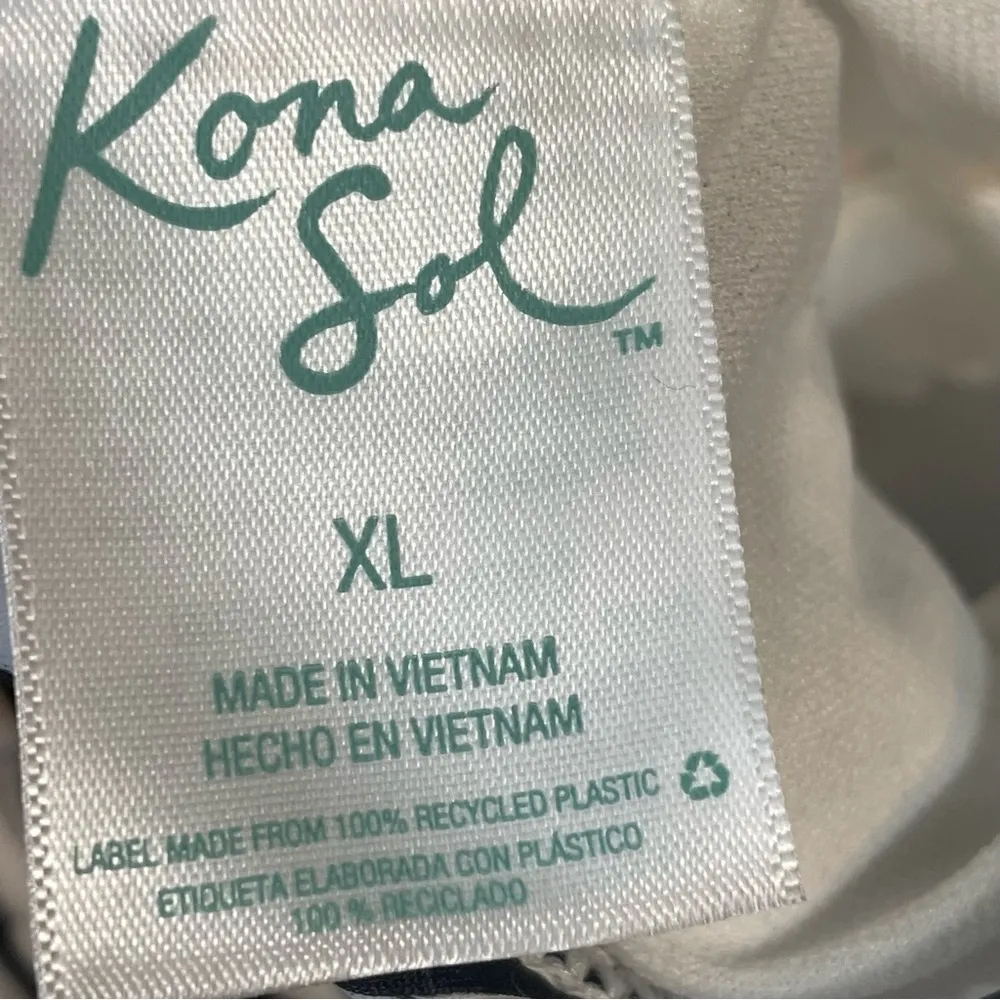 Kona
Sol
TM
XL
MADE IN VIETNAM
HECHO EN VIETNAM
LABEL MADE FROM 100% RECYCLED PLASTIC
ETIQUETA ELABORADA CON PLÁSTICO
100 % RECICLADO